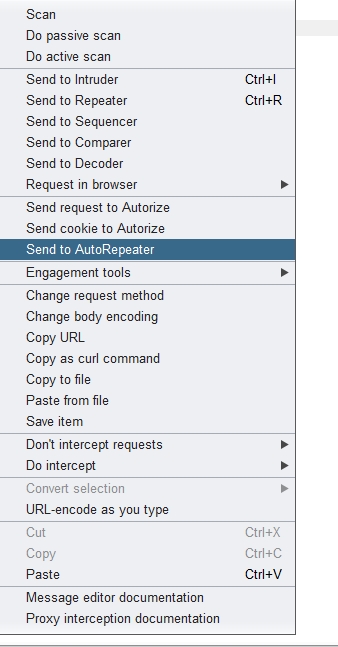 Scan
Do passive scan
Do active scan
Send to Intruder Ctrl+I
Send to Repeater Ctrl+R
Send to Sequencer
Send to Comparer
Send to Decoder
Request in browser
Send request to Autorize
Send cookie to Autorize
Send to AutoRepeater
Engagement tools
Change request method
Change body encoding
Copy URL
Copy as curl command
Copy to file
Paste from file
Save item
Don't intercept requests
Do intercept
Convert selection
URL-encode as you type
Cut Ctrl+X
Copy Ctrl+C
Paste Ctrl+V
Message editor documentation
Proxy interception documentation